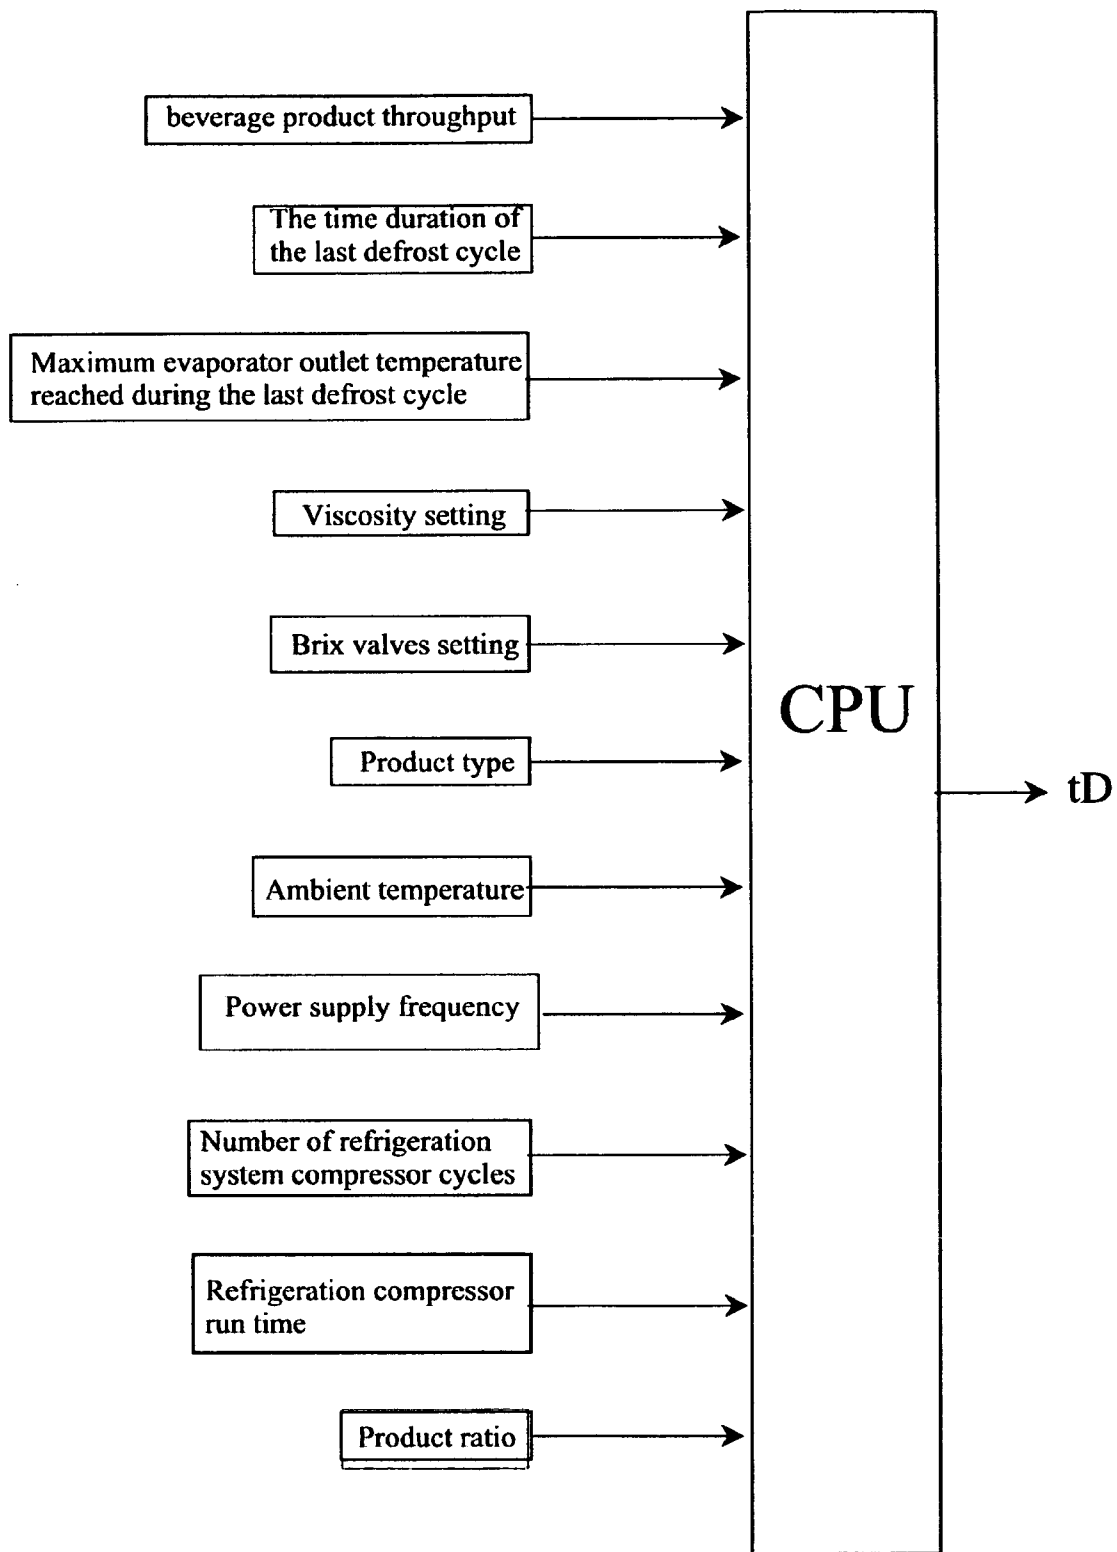 beverage product throughput
The time duration of
the last defrost cycle
Maximum evaporator outlet temperature
reached during the last defrost cycle
Viscosity setting
Brix valves setting
CPU
Product type
tD
Ambient temperature
Power supply frequency
Number of refrigeration
system compressor cycles
Refrigeration compressor
run time
Product ratio